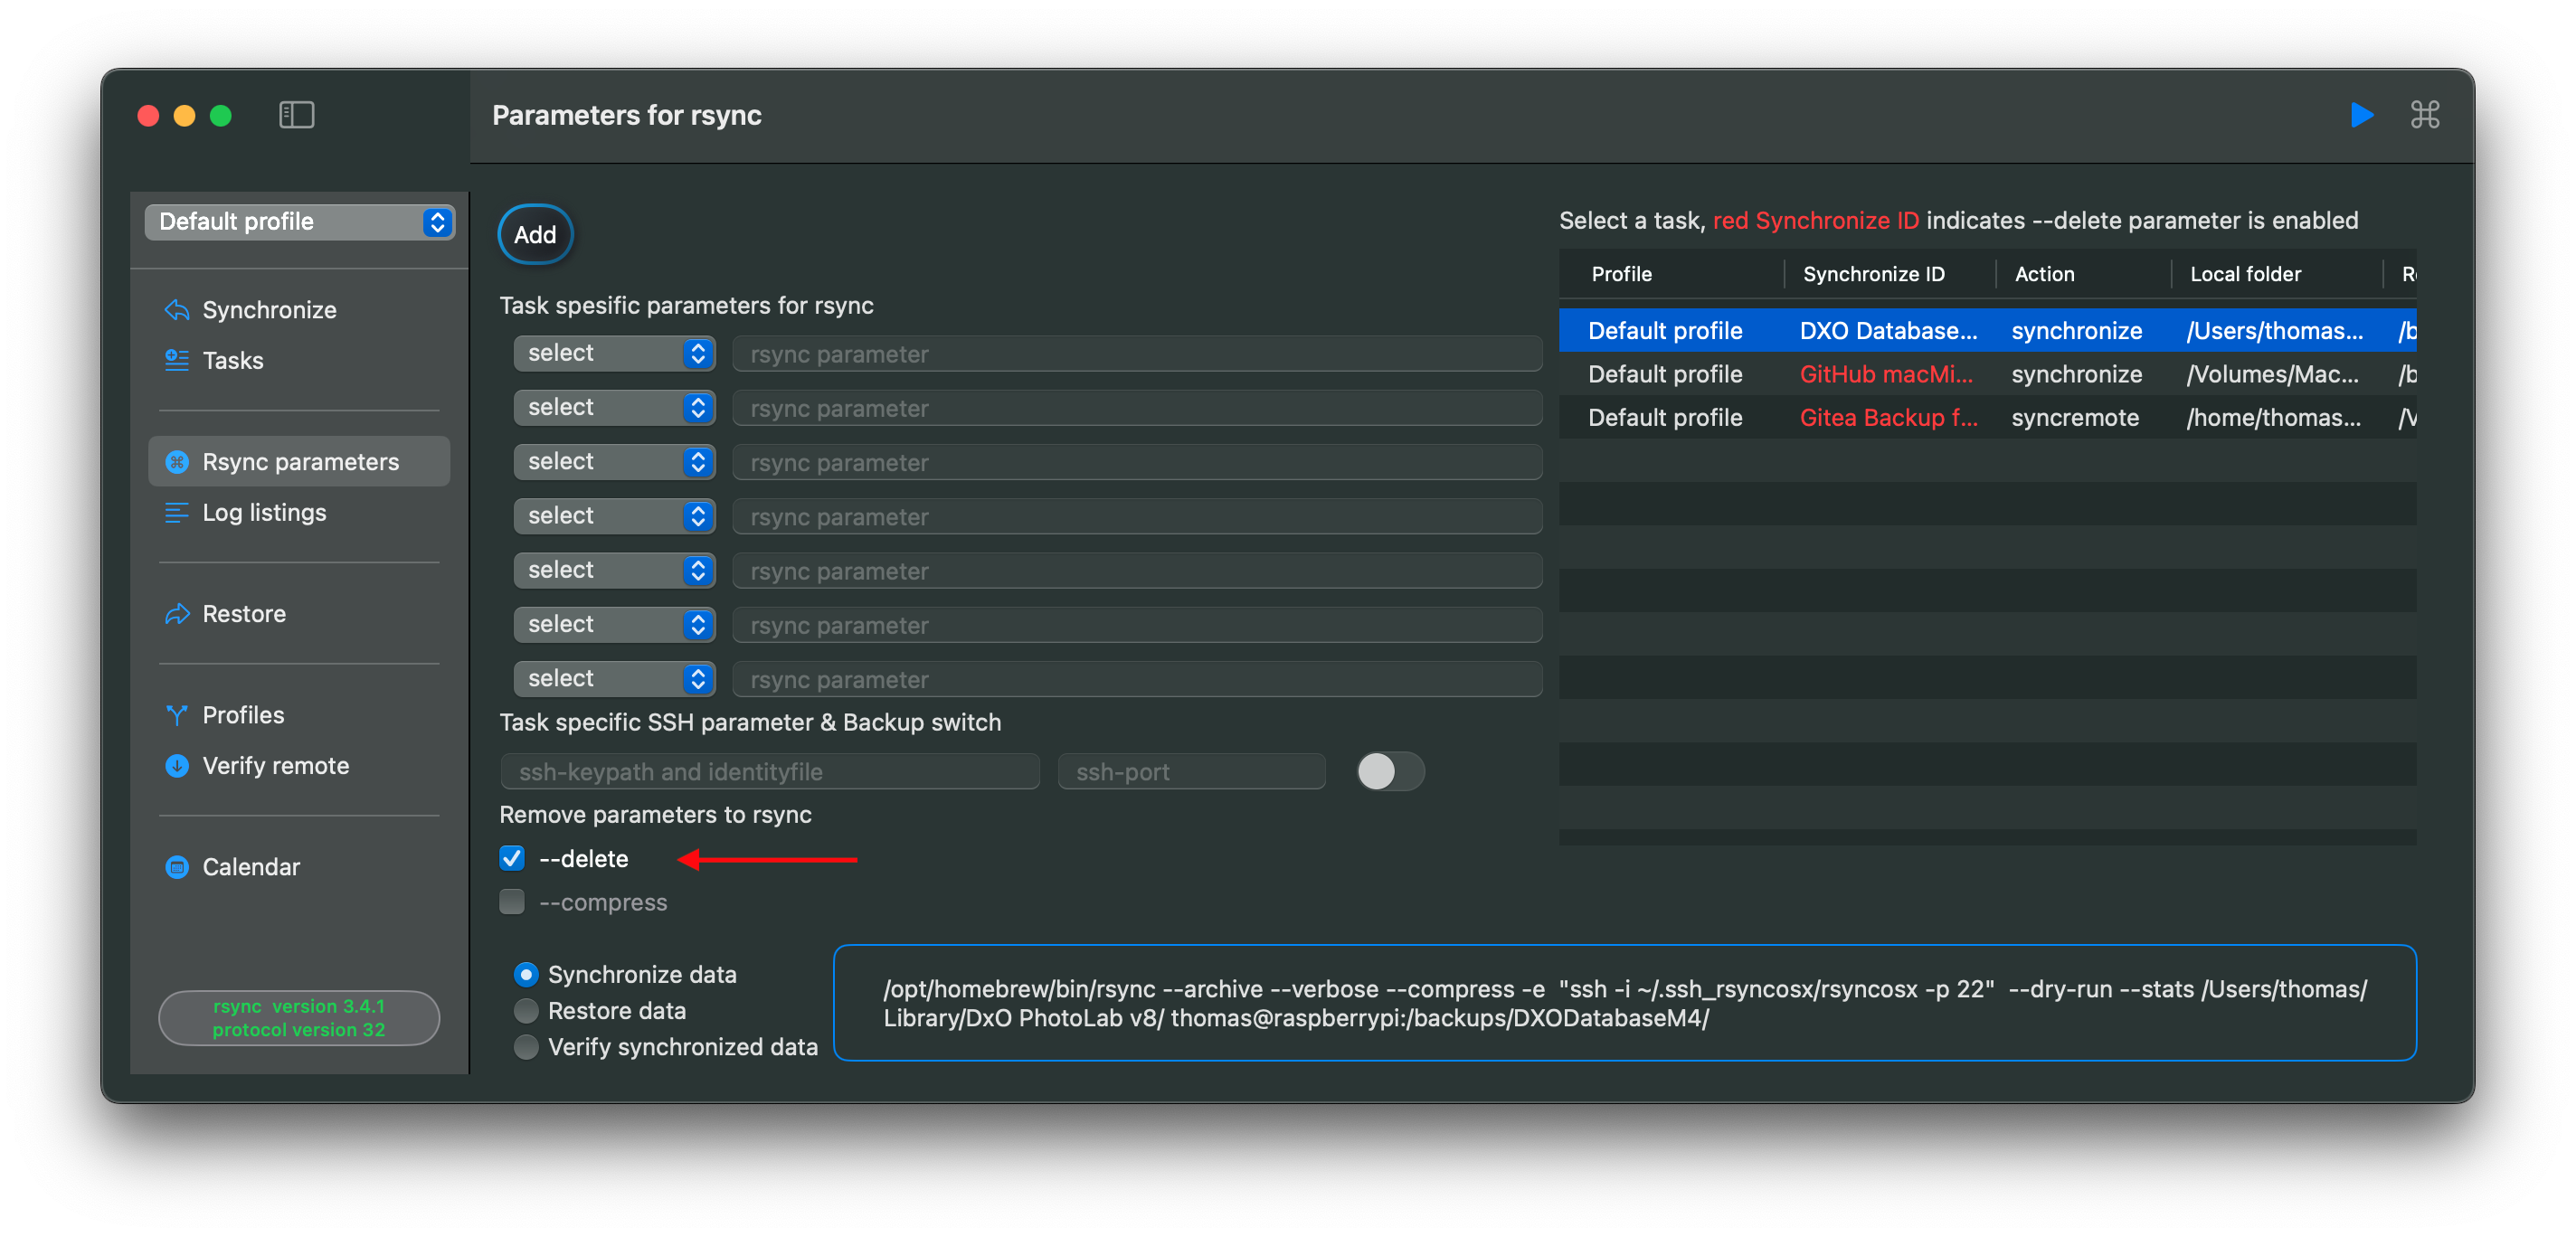 Parameters for rsync
Default profile
Synchronize
Tasks
Rsync parameters
Log listings
Restore
Profiles
Verify remote
Calendar
rsync version 3.4.1
protocol version 32
Add
Task spesific parameters for rsync
select rsync parameter
select rsync parameter
select rsync parameter
select rsync parameter
select rsync parameter
select rsync parameter
select rsync parameter
Task specific SSH parameter & Backup switch
ssh-keypath and identityfile ssh-port
Remove parameters to rsync
--delete
--compress
Synchronize data
Restore data
Verify synchronized data
/opt/homebrew/bin/rsync --archive --verbose --compress -e "ssh -i ~/.ssh_rsyncosx/rsyncosx -p 22" --dry-run --stats /Users/thomas/
Library/DxO PhotoLab v8/ thomas@raspberrypi:/backups/DXODatabaseM4/
Select a task, red Synchronize ID indicates --delete parameter is enabled
Profile Synchronize ID Action Local folder
Default profile DXO Database... synchronize /Users/thomas... /b
Default profile GitHub macMi... synchronize /Volumes/Mac... /b
Default profile Gitea Backup f... syncremote /home/thomas... /V